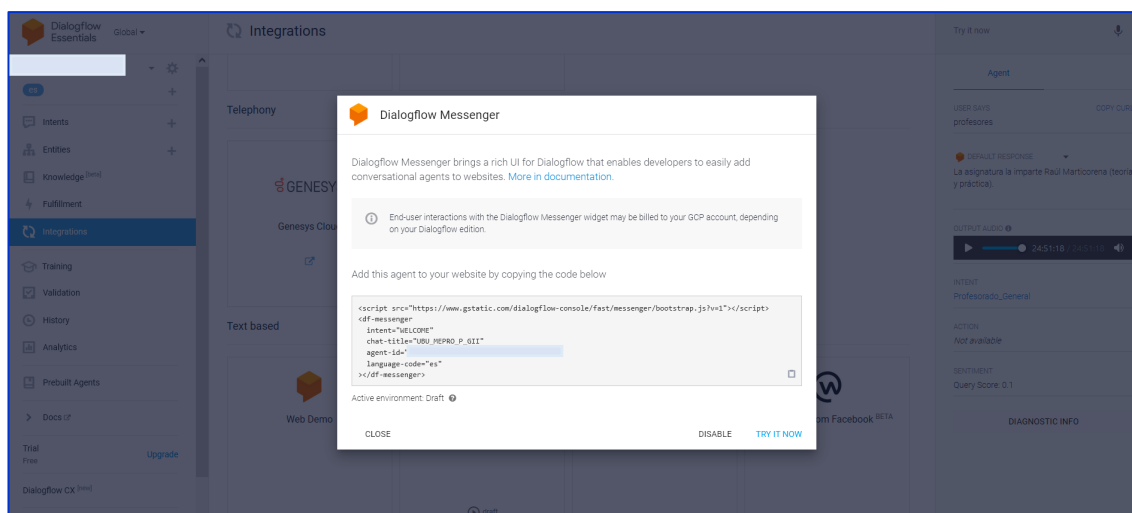 Dialogflow
Essentials
Global
Integrations
Try it now
es
Intents
Entities
Knowledge [new]
Fulfillment
Integrations
Training
Validation
History
Analytics
Prebuilt Agents
Docs
Trial
Free
Upgrade
Dialogflow CX [new]
Telephony
GENESY
Genesys Clou
Text based
Web Demo
om Facebook BETA
Dialogflow Messenger
Dialogflow Messenger brings a rich UI for Dialogflow that enables developers to easily add
conversational agents to websites. More in documentation.
End-user interactions with the Dialogflow Messenger widget may be billed to your GCP account, depending
on your Dialogflow edition.
Add this agent to your website by copying the code below
<script src="https://www.gstatic.com/dialogflow-console/fast/messenger/bootstrap.js?v=1"></script>
<df-messenger
intent="WELCOME"
chat-title="UBU_MEPRO_P_GII"
agent-id="
language-code="es"
></df-messenger>
Active environment: Draft
CLOSE
DISABLE
TRY IT NOW
draft
Agent
USER SAYS
COPY CURL
profesores
DEFAULT RESPONSE
La asignatura la imparte Raúl Marticorena (teoría
y práctica).
OUTPUT AUDIO
24:51:18 / 24:51:18
INTENT
Profesorado_General
ACTION
Not available
SENTIMENT
Query Score: 0.1
DIAGNOSTIC INFO